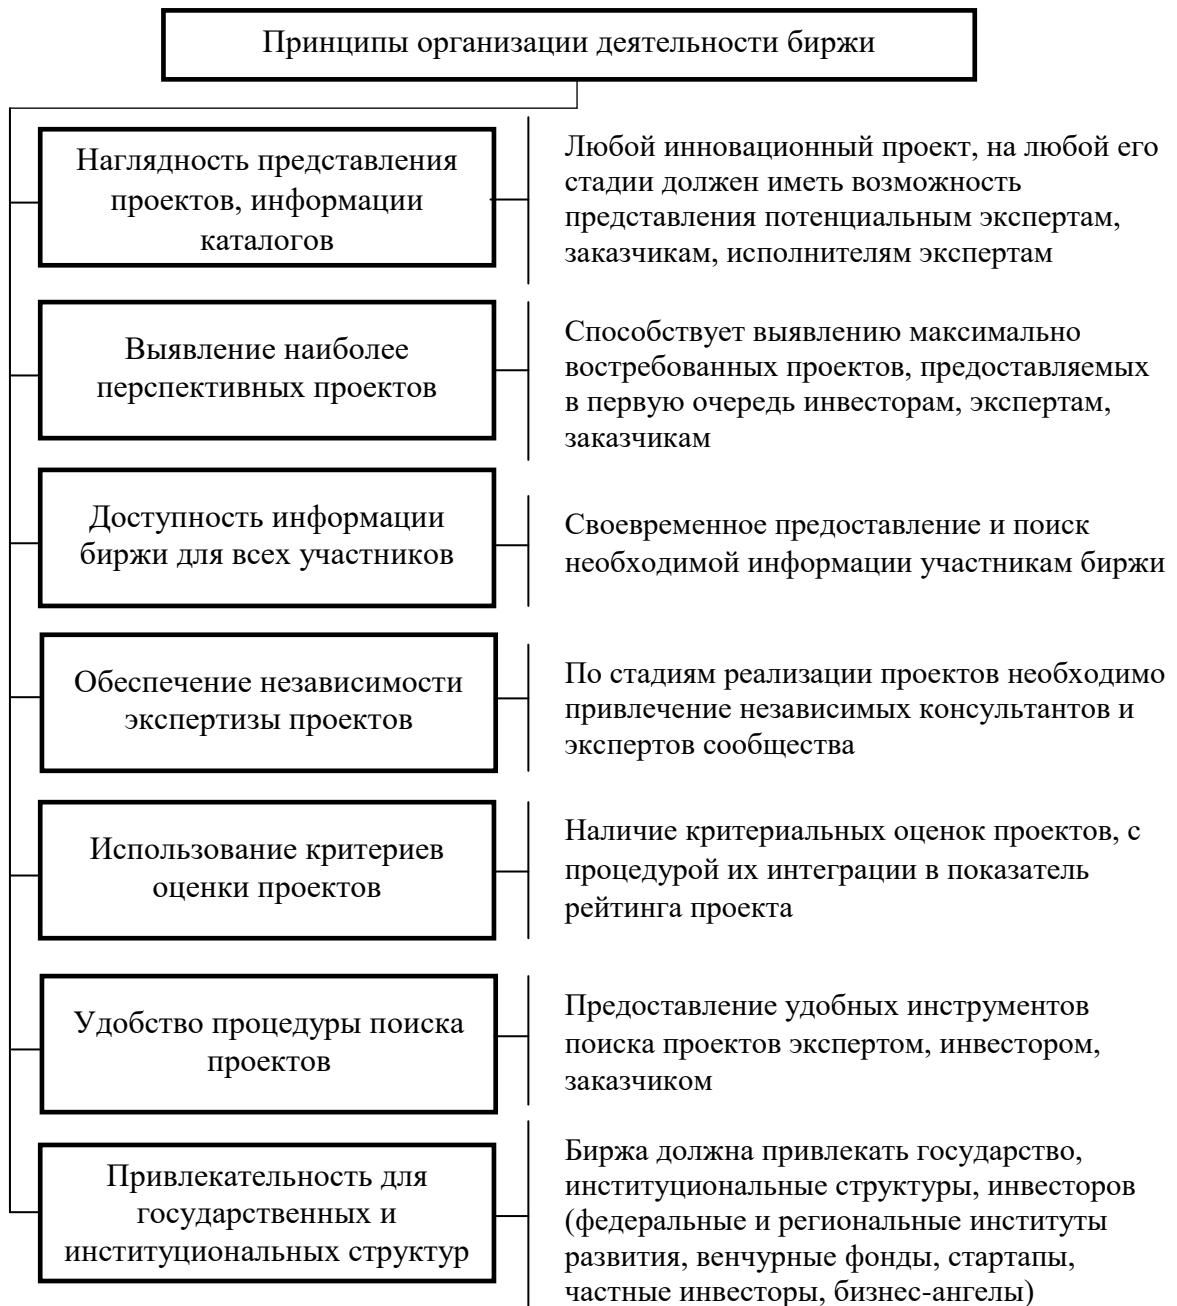 Принципы организации деятельности биржи
Наглядность представления
проектов, информации
каталогов
Любой инновационный проект, на любой его
стадии должен иметь возможность
представления потенциальным экспертам,
заказчикам, исполнителям экспертам
Выявление наиболее
перспективных проектов
Способствует выявлению максимально
востребованных проектов, предоставляемых
в первую очередь инвесторам, экспертам,
заказчикам
Доступность информации
биржи для всех участников
Своевременное предоставление и поиск
необходимой информации участникам биржи
Обеспечение независимости
экспертизы проектов
По стадиям реализации проектов необходимо
привлечение независимых консультантов и
экспертов сообщества
Использование критериев
оценки проектов
Наличие критериальных оценок проектов, с
процедурой их интеграции в показатель
рейтинга проекта
Удобство процедуры поиска
проектов
Предоставление удобных инструментов
поиска проектов экспертом, инвестором,
заказчиком
Привлекательность для
государственных и
институциональных структур
Биржа должна привлекать государство,
институциональные структуры, инвесторов
(федеральные и региональные институты
развития, венчурные фонды, стартапы,
частные инвесторы, бизнес-ангелы)